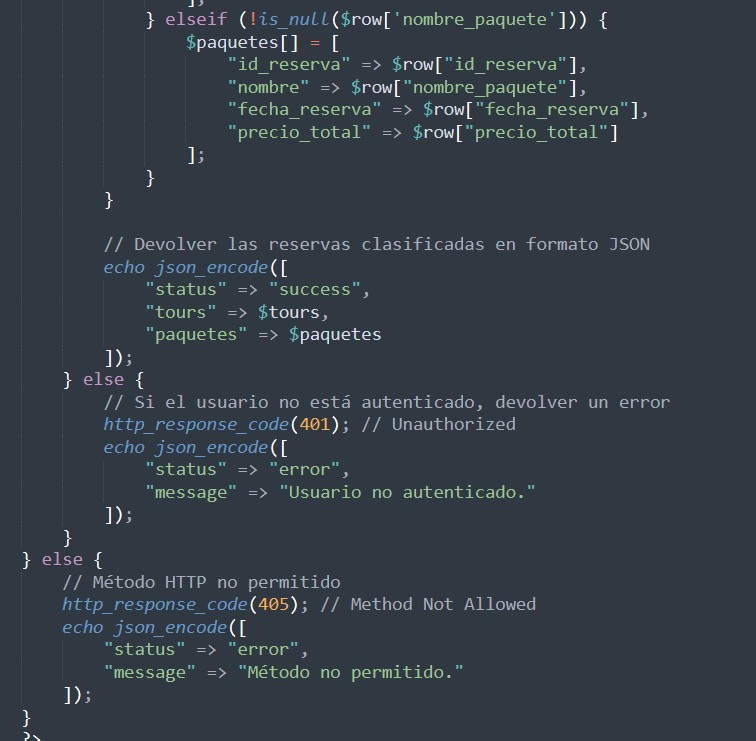 ],
} elseif (!is_null($row['nombre_paquete'])) {
$paquetes[] = [
"id_reserva" => $row["id_reserva"],
"nombre" => $row["nombre_paquete"],
"fecha_reserva" => $row["fecha_reserva"],
"precio_total" => $row["precio_total"]
];
}
}
// Devolver las reservas clasificadas en formato JSON
echo json_encode([
"status" => "success",
"tours" => $tours,
"paquetes" => $paquetes
]);
} else {
// Si el usuario no está autenticado, devolver un error
http_response_code(401); // Unauthorized
echo json_encode([
"status" => "error",
"message" => "Usuario no autenticado."
]);
}
} else {
// Método HTTP no permitido
http_response_code(405); // Method Not Allowed
echo json_encode([
"status" => "error",
"message" => "Método no permitido."
]);
}
?>